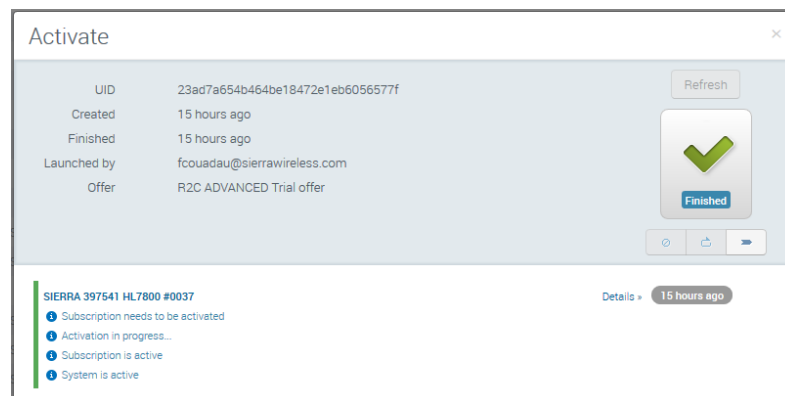 Activate
×
UID 23ad7a654b464be18472e1eb6056577f
Refresh
Created 15 hours ago
Finished 15 hours ago
Launched by fcouadau@sierrawireless.com
Offer R2C ADVANCED Trial offer
Finished
SIERRA 397541 HL7800 #0037
Details » 15 hours ago
Subscription needs to be activated
Activation in progress...
Subscription is active
System is active